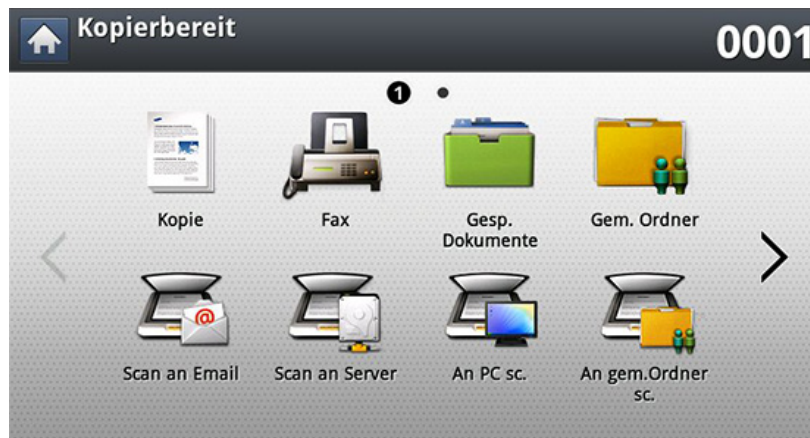 Kopierbereit
0001
1
Kopie
Fax
Gesp.
Dokumente
Gem. Ordner
@
Scan an Email
Scan an Server
An PC sc.
An gem.Ordner
sc.